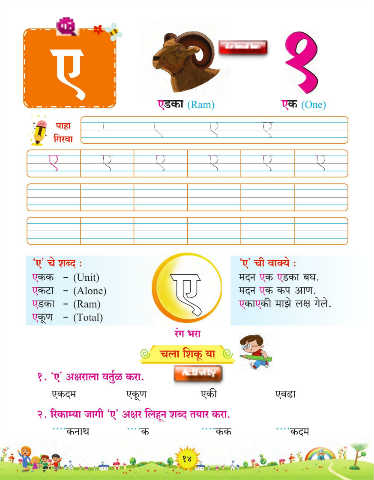 ए
एडका (Ram)
१
एक (One)
पाहा
गिरवा
ए ए
ए ए ए ए ए ए
'ए' चे शब्द :
एकक - (Unit)
एकटा - (Alone)
एडका - (Ram)
एकूण - (Total)
ए
रंग भरा
'ए' ची वाक्ये :
मदन एक एडका बघ.
मदन एक कप आण.
एकाएकी माझे लक्ष गेले.
चला शिकू या
Activity
१. 'ए' अक्षराला वर्तुळ करा.
एकदम एकूण एकी एवढा
२. रिकाम्या जागी 'ए' अक्षर लिहून शब्द तयार करा.
....कनाथ ....क ....कक ....कदम
१४